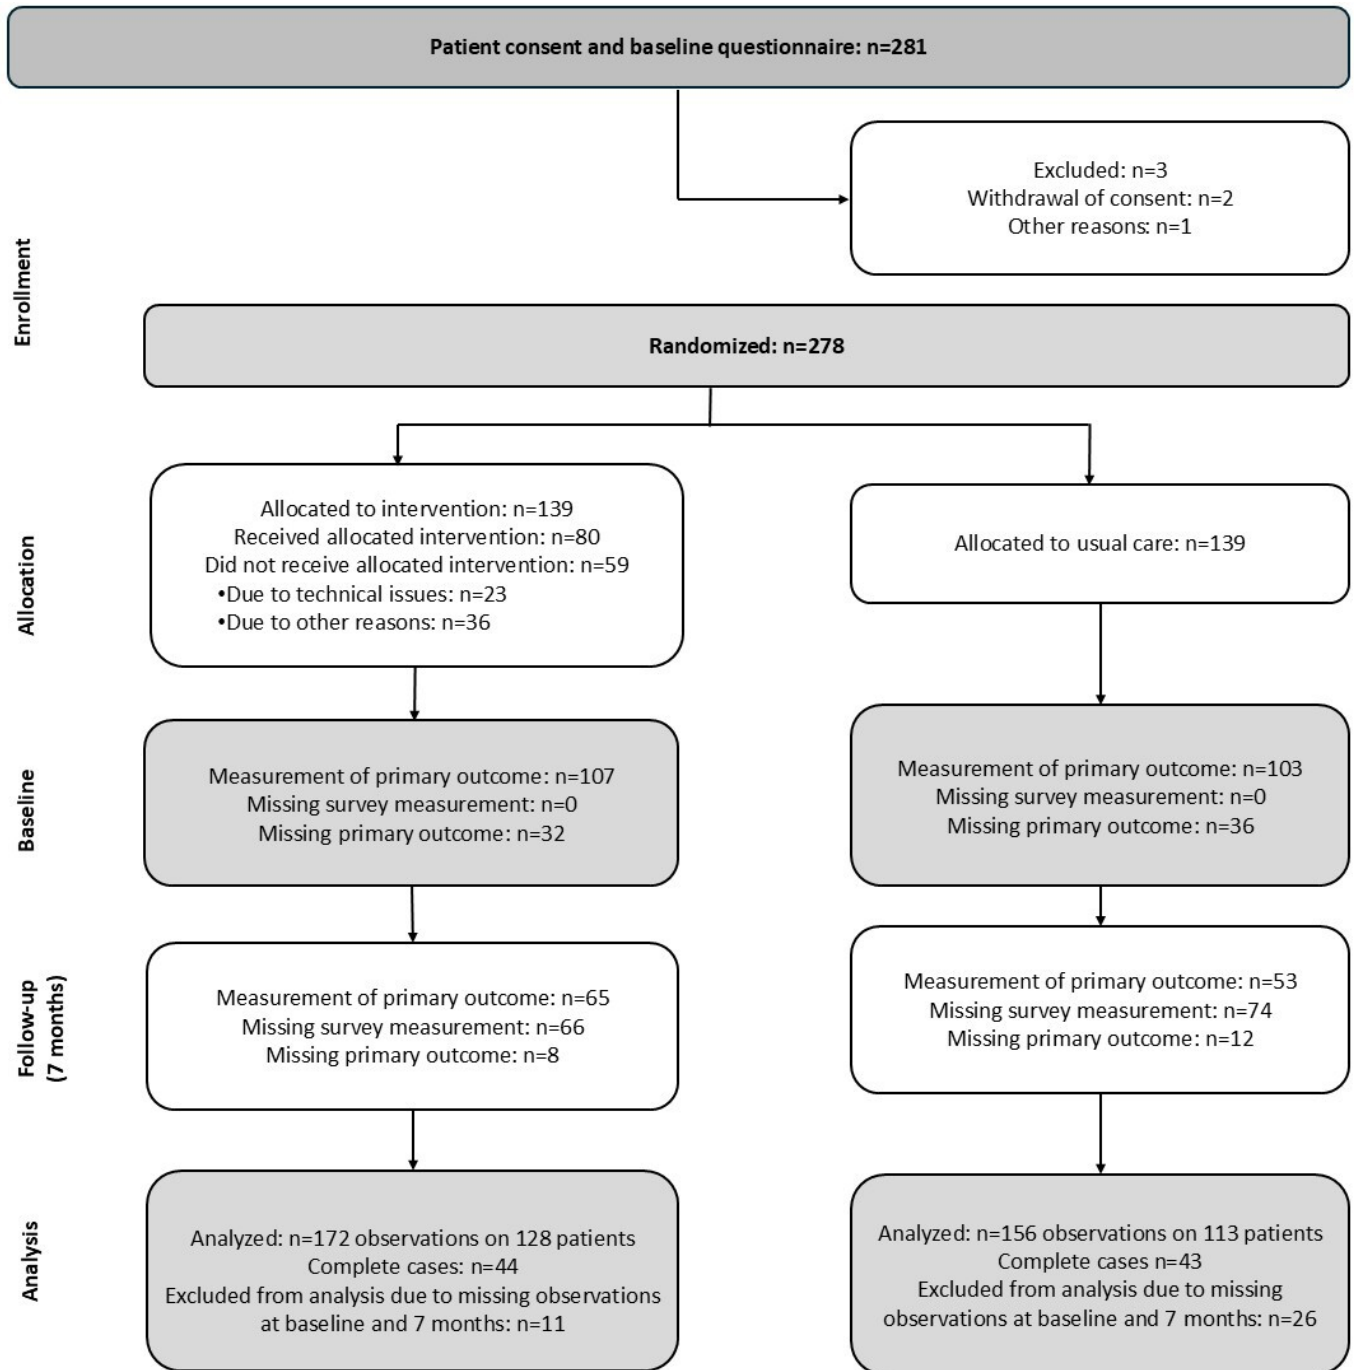 Patient consent and baseline questionnaire: n=281
Excluded: n=3
Withdrawal of consent: n=2
Other reasons: n=1
Enrollment
Randomized: n=278
Allocation
Allocated to intervention: n=139
Received allocated intervention: n=80
Did not receive allocated intervention: n=59
•Due to technical issues: n=23
•Due to other reasons: n=36
Allocated to usual care: n=139
Baseline
Measurement of primary outcome: n=107
Missing survey measurement: n=0
Missing primary outcome: n=32
Measurement of primary outcome: n=103
Missing survey measurement: n=0
Missing primary outcome: n=36
Follow-up
(7 months)
Measurement of primary outcome: n=65
Missing survey measurement: n=66
Missing primary outcome: n=8
Measurement of primary outcome: n=53
Missing survey measurement: n=74
Missing primary outcome: n=12
Analysis
Analyzed: n=172 observations on 128 patients
Complete cases: n=44
Excluded from analysis due to missing observations
at baseline and 7 months: n=11
Analyzed: n=156 observations on 113 patients
Complete cases n=43
Excluded from analysis due to missing
observations at baseline and 7 months: n=26